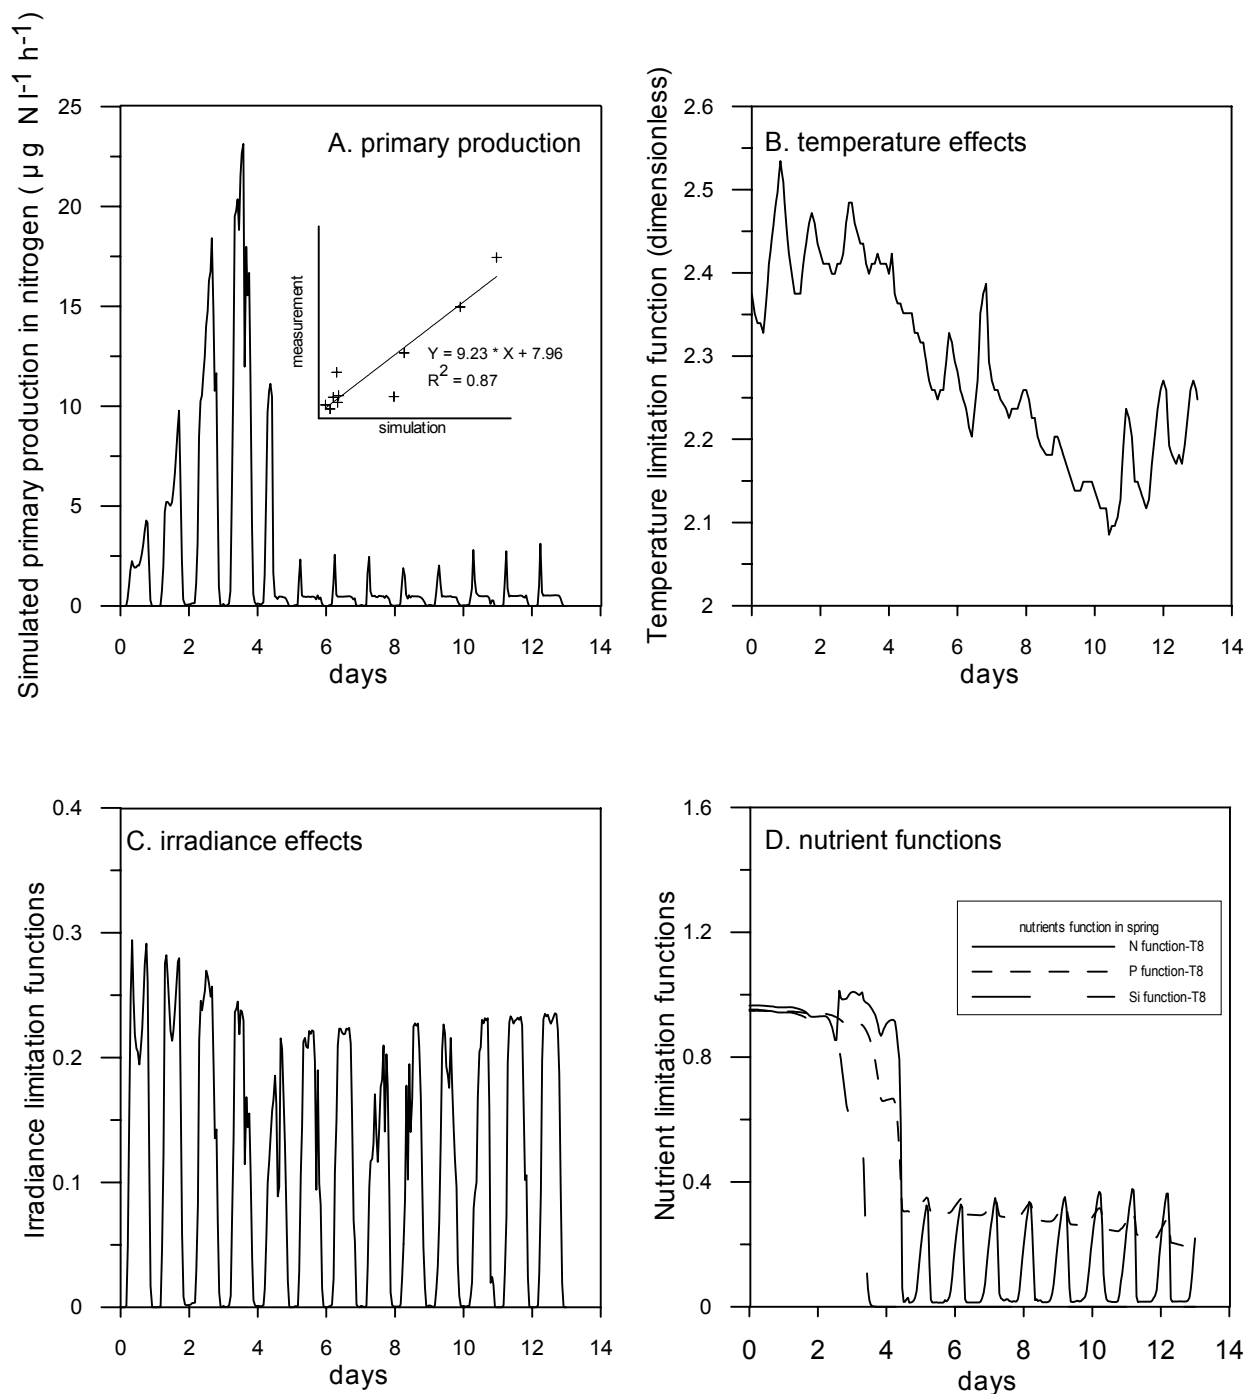 Simulated primary production in nitrogen ( µ g N l-1 h-1)
25
20
15
10
5
0
A. primary production
measurement
Y = 9.23 * X + 7.96
R2 = 0.87
simulation
0 2 4 6 8 10 12 14
days
Temperature limitation function (dimensionless)
2.6
2.5
2.4
2.3
2.2
2.1
2
B. temperature effects
0 2 4 6 8 10 12 14
days
Irradiance limitation functions
0.4
0.3
0.2
0.1
0
C. irradiance effects
0 2 4 6 8 10 12 14
days
Nutrient limitation functions
1.6
1.2
0.8
0.4
0
D. nutrient functions
nutrients function in spring
N function-T8
P function-T8
Si function-T8
0 2 4 6 8 10 12 14
days